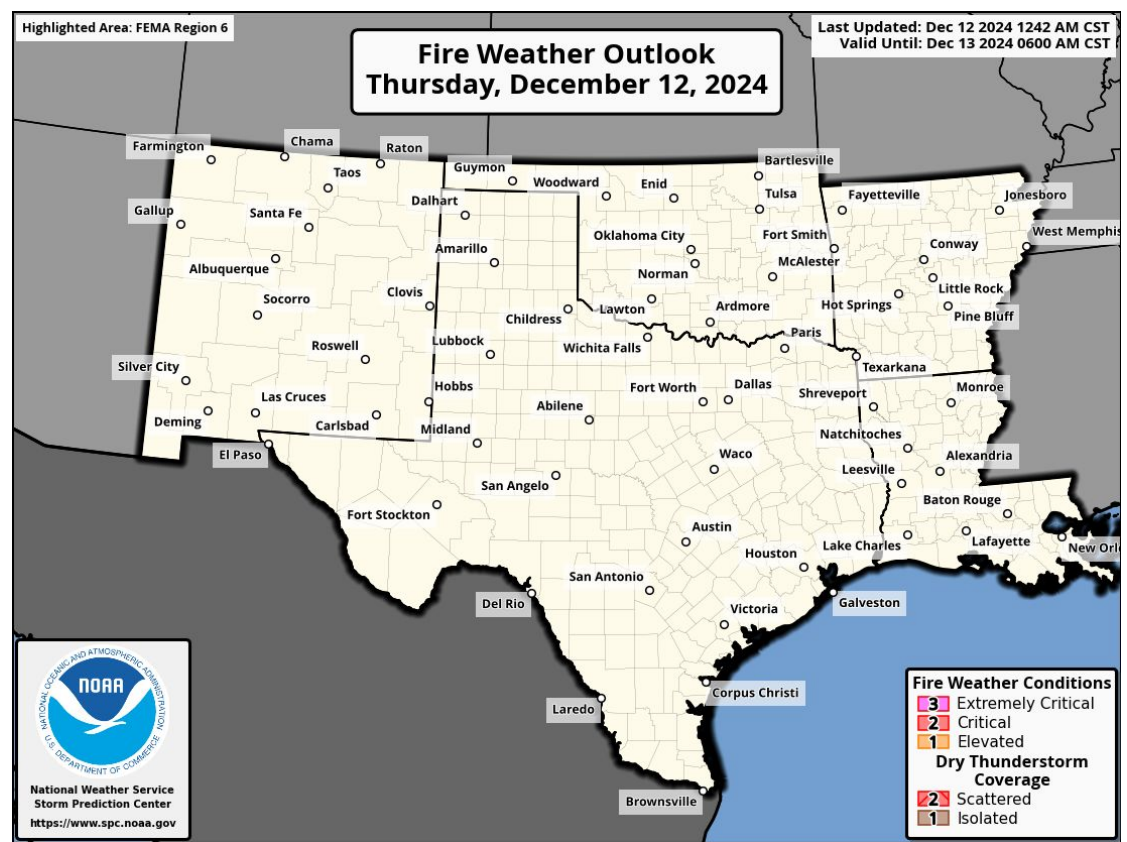 Highlighted Area: FEMA Region 6
Last Updated: Dec 12 2024 1242 AM CST
Valid Until: Dec 13 2024 0600 AM CST
Fire Weather Outlook
Thursday, December 12, 2024
Farmington
Chama
Raton
Taos
Guymon
Woodward
Enid
Bartlesville
Tulsa
Fayetteville
Jonesboro
Gallup
Santa Fe
Dalhart
Oklahoma City
Fort Smith
West Memphis
Albuquerque
Amarillo
Norman
McAlester
Conway
Little Rock
Socorro
Clovis
Childress
Lawton
Ardmore
Hot Springs
Pine Bluff
Roswell
Lubbock
Wichita Falls
Paris
Texarkana
Silver City
Las Cruces
Hobbs
Abilene
Fort Worth
Dallas
Shreveport
Monroe
Deming
Carlsbad
Midland
Natchitoches
El Paso
San Angelo
Waco
Leesville
Alexandria
Fort Stockton
Austin
Baton Rouge
Houston
Lake Charles
Lafayette
New Orl
San Antonio
Del Rio
Victoria
Galveston
Laredo
Corpus Christi
Brownsville
NATIONAL OCEANIC AND ATMOSPHERIC ADMINISTRATION
NOAA
U.S. DEPARTMENT OF COMMERCE
National Weather Service
Storm Prediction Center
https://www.spc.noaa.gov
Fire Weather Conditions
3 Extremely Critical
2 Critical
1 Elevated
Dry Thunderstorm
Coverage
2 Scattered
1 Isolated